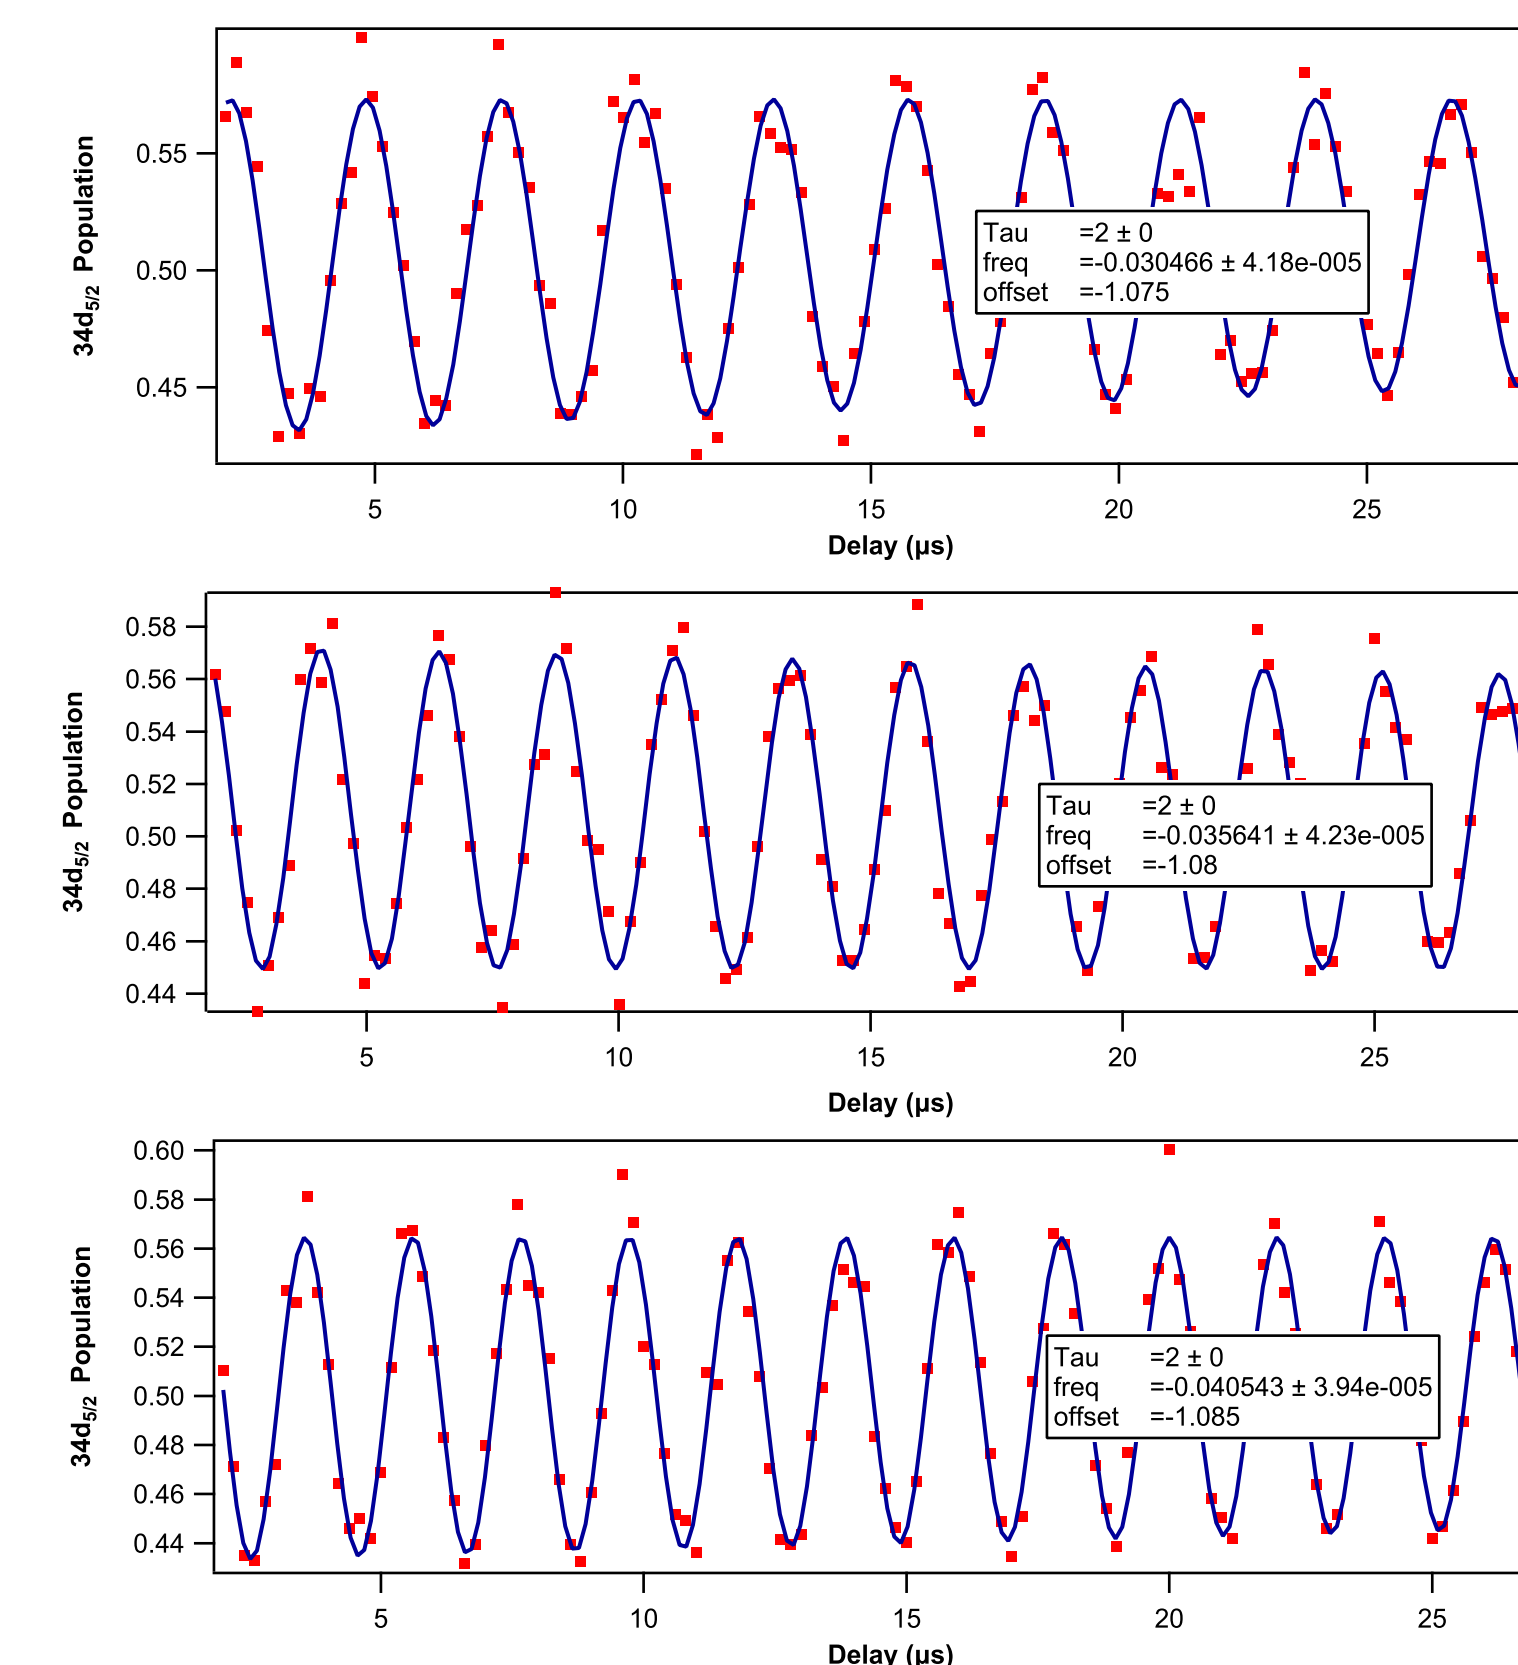 0.55
0.50
0.45
34d5/2 Population
Tau =2 ± 0
freq =-0.030466 ± 4.18e-005
offset =-1.075
5 10 15 20 25
Delay (µs)
0.58
0.56
0.54
0.52
0.50
0.48
0.46
0.44
34d5/2 Population
Tau =2 ± 0
freq =-0.035641 ± 4.23e-005
offset =-1.08
5 10 15 20 25
Delay (µs)
0.60
0.58
0.56
0.54
0.52
0.50
0.48
0.46
0.44
34d5/2 Population
Tau =2 ± 0
freq =-0.040543 ± 3.94e-005
offset =-1.085
5 10 15 20 25
Delay (µs)